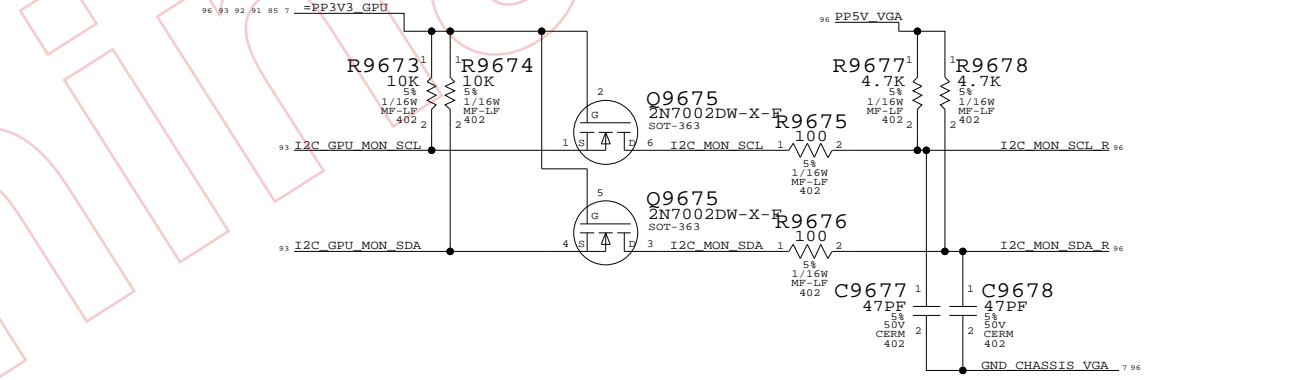 96 93 92 91 85 7 =PP3V3_GPU
96 PP5V_VGA
R9673
10K
5%
1/16W
MF-LF
402
1
2
R9674
10K
5%
1/16W
MF-LF
402
1
2
Q9675
2N7002DW-X-F
SOT-363
2
G
1 S
D 6
R9675
100
5%
1/16W
MF-LF
402
1
2
R9677
4.7K
5%
1/16W
MF-LF
402
1
2
R9678
4.7K
5%
1/16W
MF-LF
402
1
2
93 I2C_GPU_MON_SCL
I2C_MON_SCL
I2C_MON_SCL_R 96
Q9675
2N7002DW-X-F
SOT-363
5
G
4 S
D 3
R9676
100
5%
1/16W
MF-LF
402
1
2
93 I2C_GPU_MON_SDA
I2C_MON_SDA
I2C_MON_SDA_R 96
C9677
47PF
5%
50V
CERM
402
1
2
C9678
47PF
5%
50V
CERM
402
1
2
GND_CHASSIS_VGA 7 96